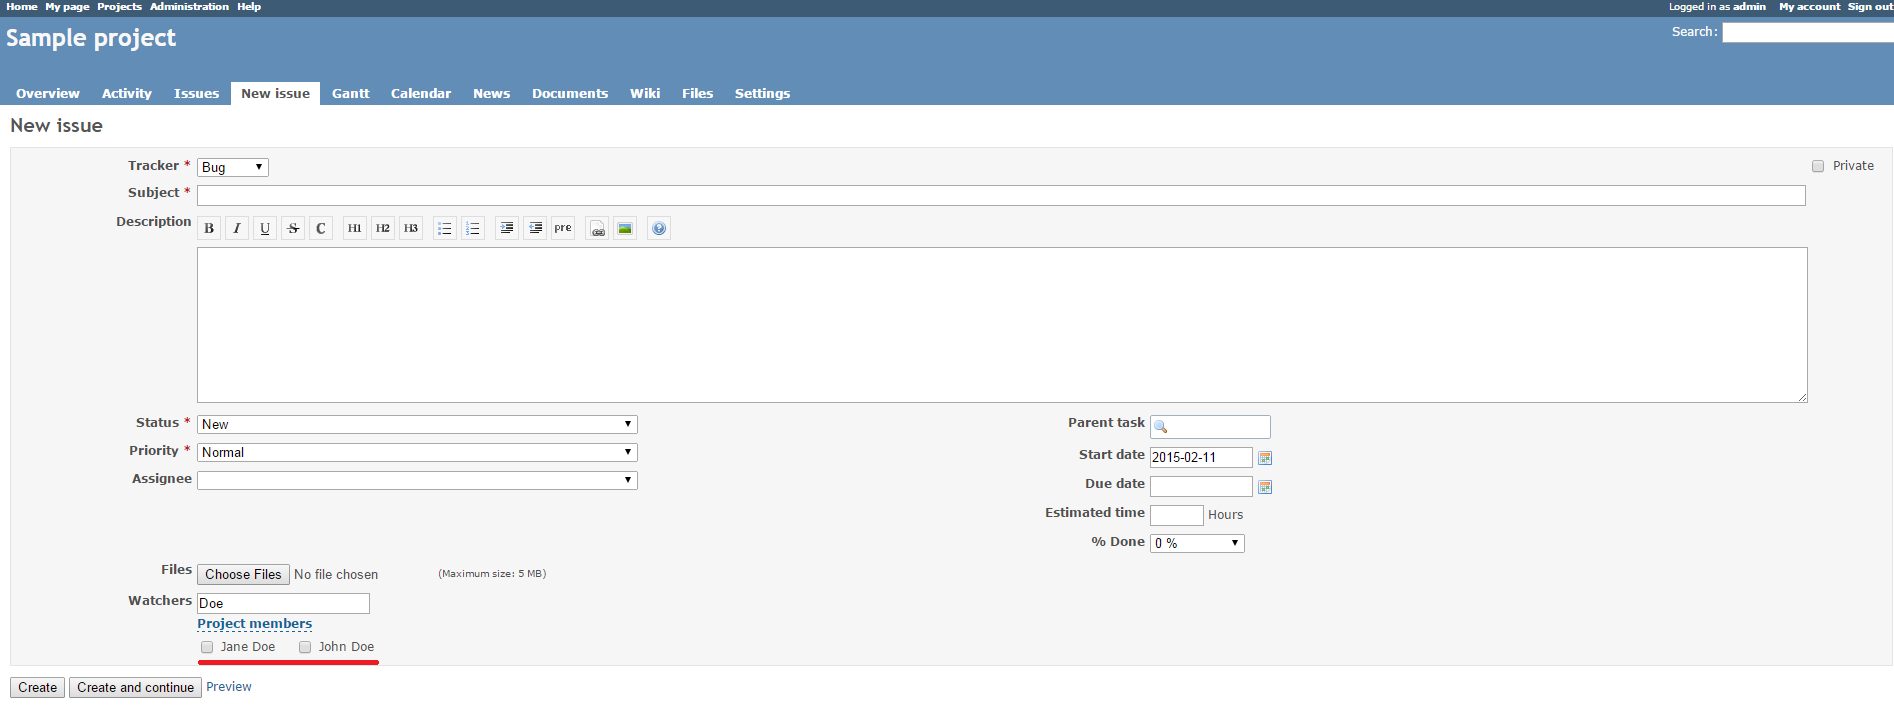 Home My page Projects Administration Help Logged in as admin My account Sign out
Sample project Search:
Overview Activity Issues New issue Gantt Calendar News Documents Wiki Files Settings
New issue
Tracker * Bug Private
Subject *
Description B I U S C H1 H2 H3 pre
Status * New Parent task
Priority * Normal Start date 2015-02-11
Assignee Due date
Estimated time Hours
% Done 0 %
Files Choose Files No file chosen (Maximum size: 5 MB)
Watchers Doe
Project members
Jane Doe John Doe
Create Create and continue Preview